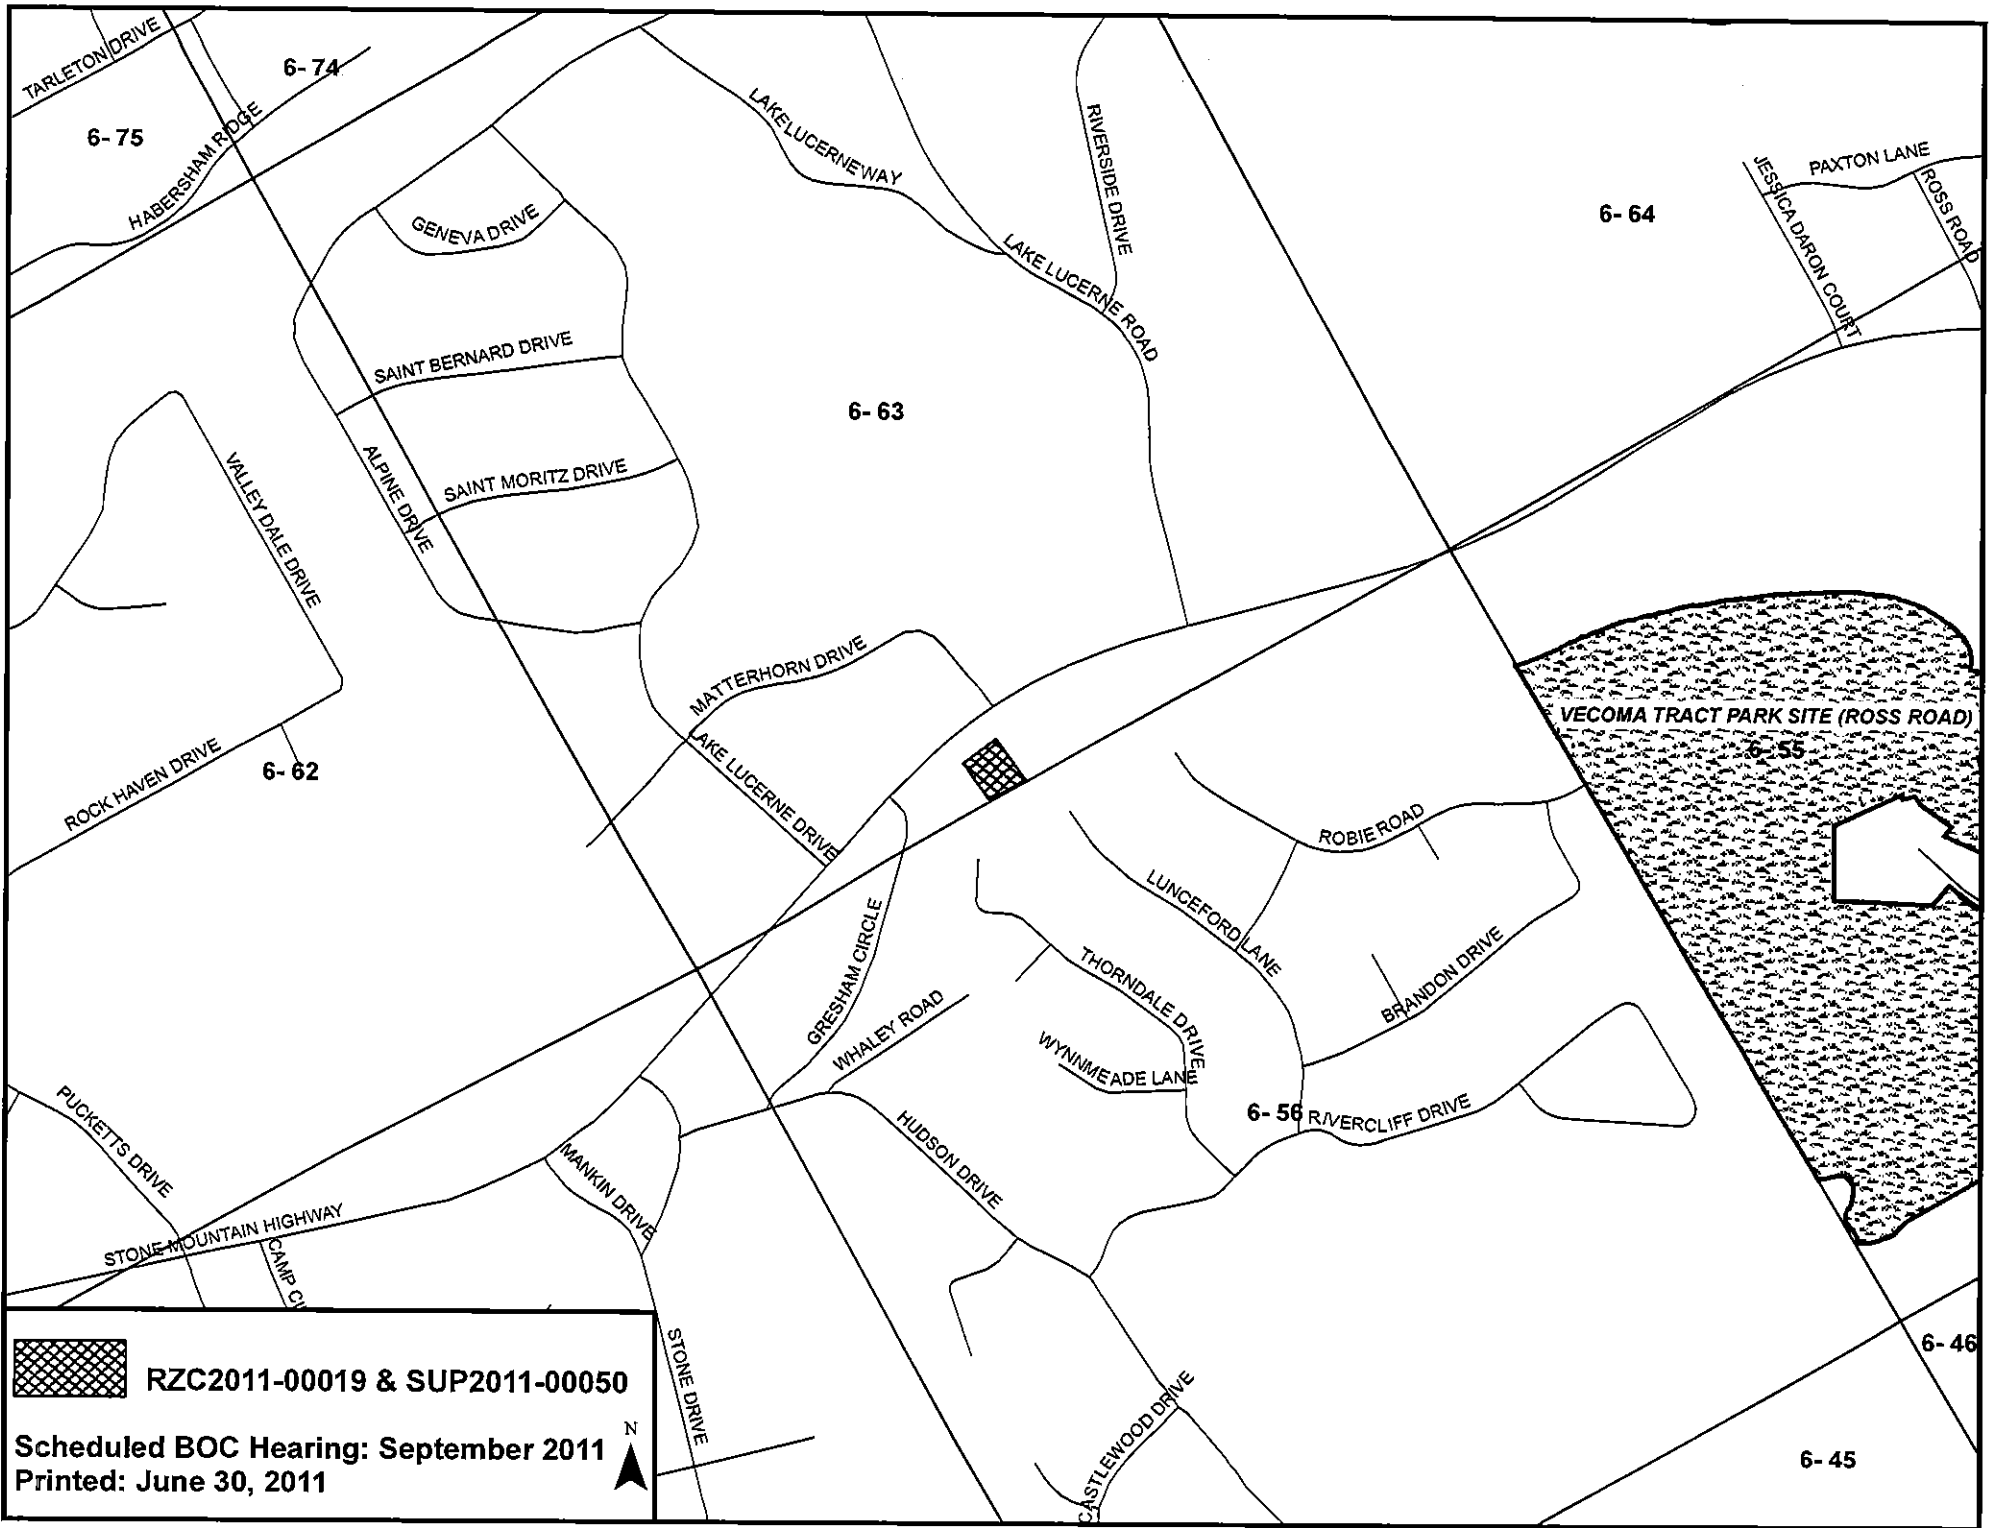 TARLETON DRIVE
6-74
6-75
HABERSHAM RIDGE
GENEVA DRIVE
LAKE LUCERNE WAY
RIVERSIDE DRIVE
LAKE LUCERNE ROAD
6-64
PAXTON LANE
JESSICA DARON COURT
ROSS ROAD
SAINT BERNARD DRIVE
6-63
SAINT MORITZ DRIVE
ALPINE DRIVE
VALLEY DALE DRIVE
MATTERHORN DRIVE
LAKE LUCERNE DRIVE
VECOMA TRACT PARK SITE (ROSS ROAD)
6-55
ROCK HAVEN DRIVE
6-62
ROBIE ROAD
LUNCEFORD LANE
GRESHAM CIRCLE
THORNDALE DRIVE
BRANDON DRIVE
WHALEY ROAD
WYNNMEADE LANE
6-56
RIVERCLIFF DRIVE
PUCKETTS DRIVE
HUDSON DRIVE
MANKIN DRIVE
STONE MOUNTAIN HIGHWAY
CAMP CI
STONE DRIVE
CASTLEWOOD DRIVE
6-46
6-45
RZC2011-00019 & SUP2011-00050
Scheduled BOC Hearing: September 2011
Printed: June 30, 2011
N